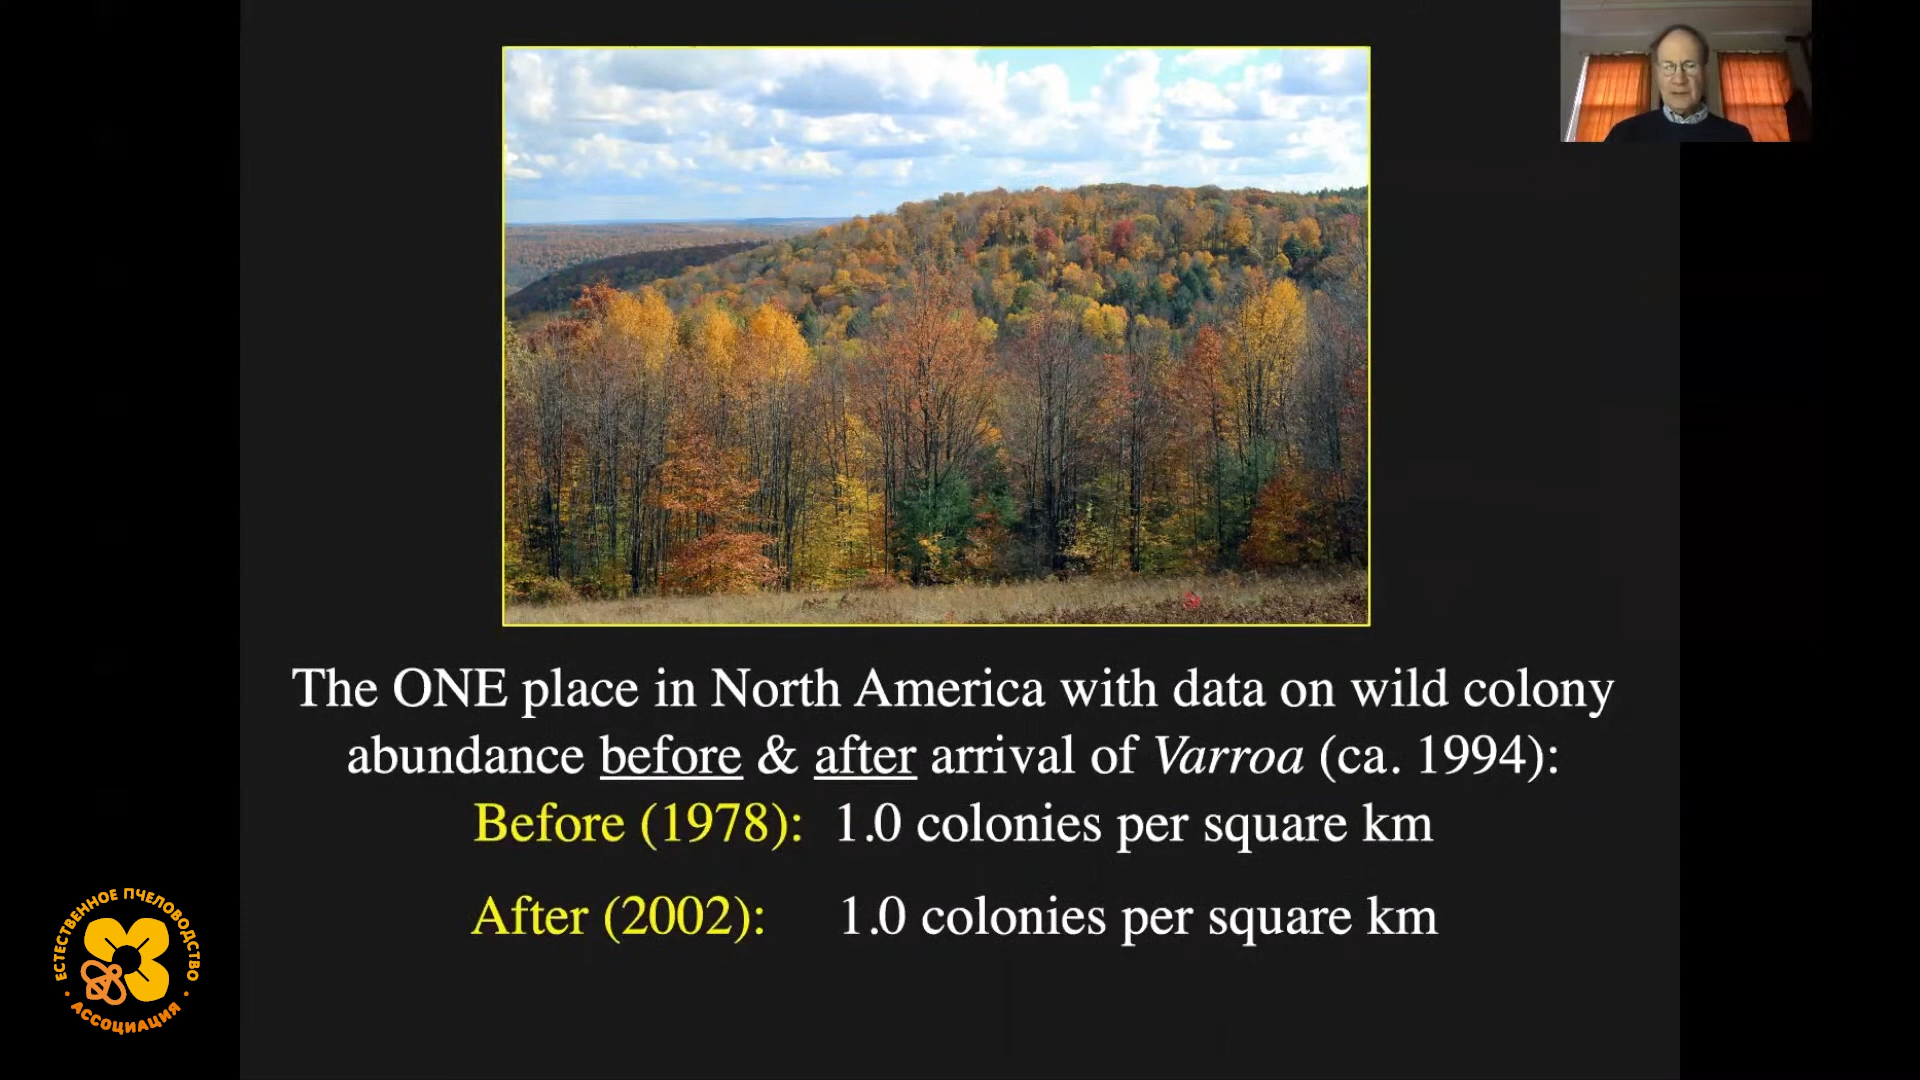 The ONE place in North America with data on wild colony
abundance before & after arrival of Varroa (ca. 1994):
Before (1978): 1.0 colonies per square km
After (2002): 1.0 colonies per square km
ЕСТЕСТВЕННОЕ ПЧЕЛОВОДСТВО
• АССОЦИАЦИЯ •